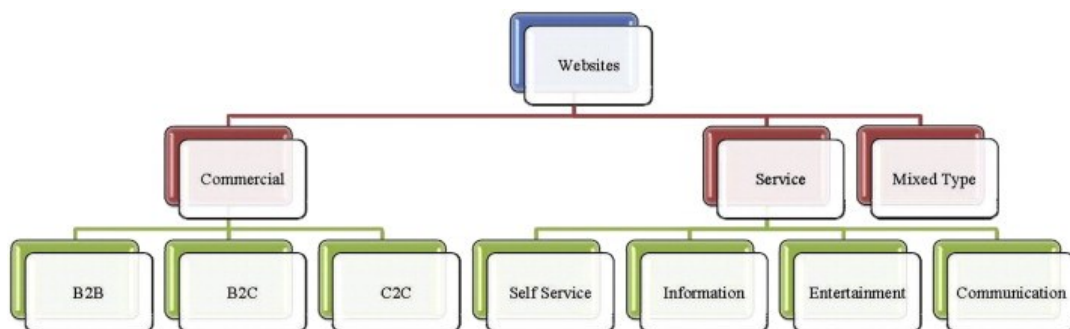 Websites
Commercial
Service
Mixed Type
B2B
B2C
C2C
Self Service
Information
Entertainment
Communication